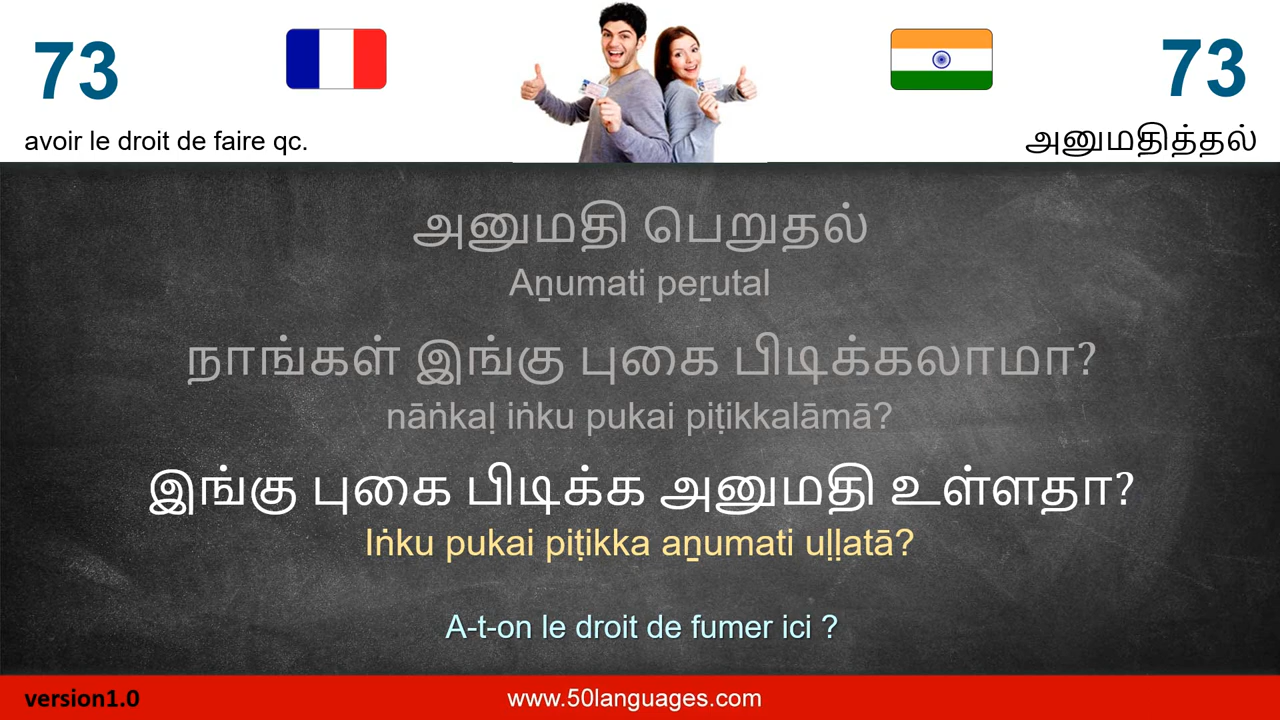 73
73
avoir le droit de faire qc.
அனுமதித்தல்
அனுமதி பெறுதல்
Aṉumati peṟutal
நாங்கள் இங்கு புகை பிடிக்கலாமா?
nāṅkaḷ iṅku pukai piṭikkalāmā?
இங்கு புகை பிடிக்க அனுமதி உள்ளதா?
Iṅku pukai piṭikka aṉumati uḷḷatā?
A-t-on le droit de fumer ici ?
version1.0
www.50languages.com